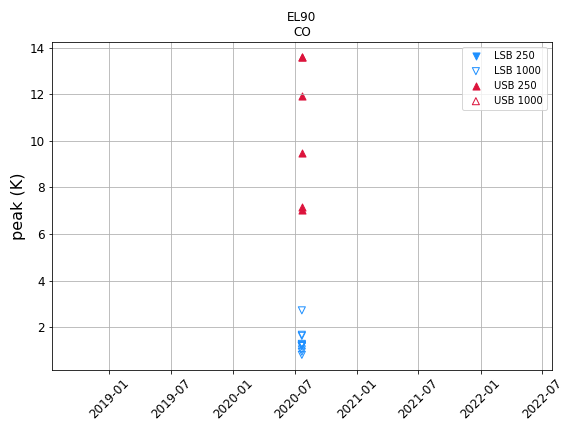 EL90
CO
peak (K)
14
12
10
8
6
4
2
LSB 250
LSB 1000
USB 250
USB 1000
2019-01
2019-07
2020-01
2020-07
2021-01
2021-07
2022-01
2022-07